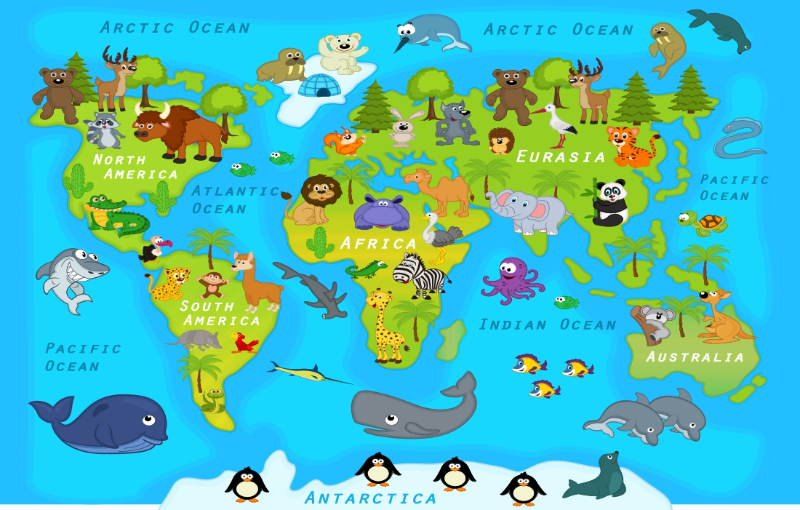 Arctic Ocean
Arctic Ocean
North
America
Eurasia
Atlantic
Ocean
Pacific
Ocean
Africa
South
America
Indian Ocean
Pacific
Ocean
Australia
Antarctica